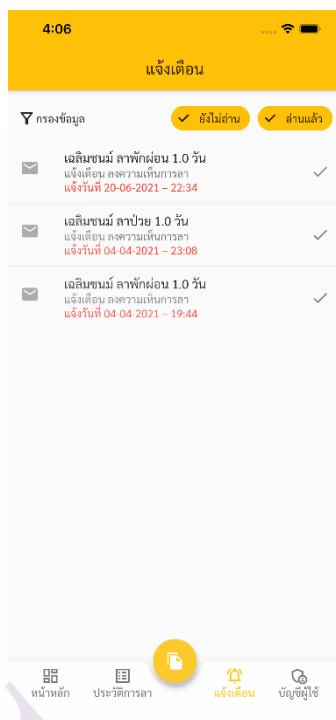 4:06
แจ้งเตือน
กรองข้อมูล
ยังไม่อ่าน
อ่านแล้ว
เฉลิมชนม์ ลาพักผ่อน 1.0 วัน
แจ้งเตือน ลงความเห็นการลา
แจ้งวันที่ 20-06-2021 – 22:34
เฉลิมชนม์ ลาป่วย 1.0 วัน
แจ้งเตือน ลงความเห็นการลา
แจ้งวันที่ 04-04-2021 – 23:08
เฉลิมชนม์ ลาพักผ่อน 1.0 วัน
แจ้งเตือน ลงความเห็นการลา
แจ้งวันที่ 04-04-2021 – 19:44
หน้าหลัก
ประวัติการลา
แจ้งเตือน
บัญชีผู้ใช้